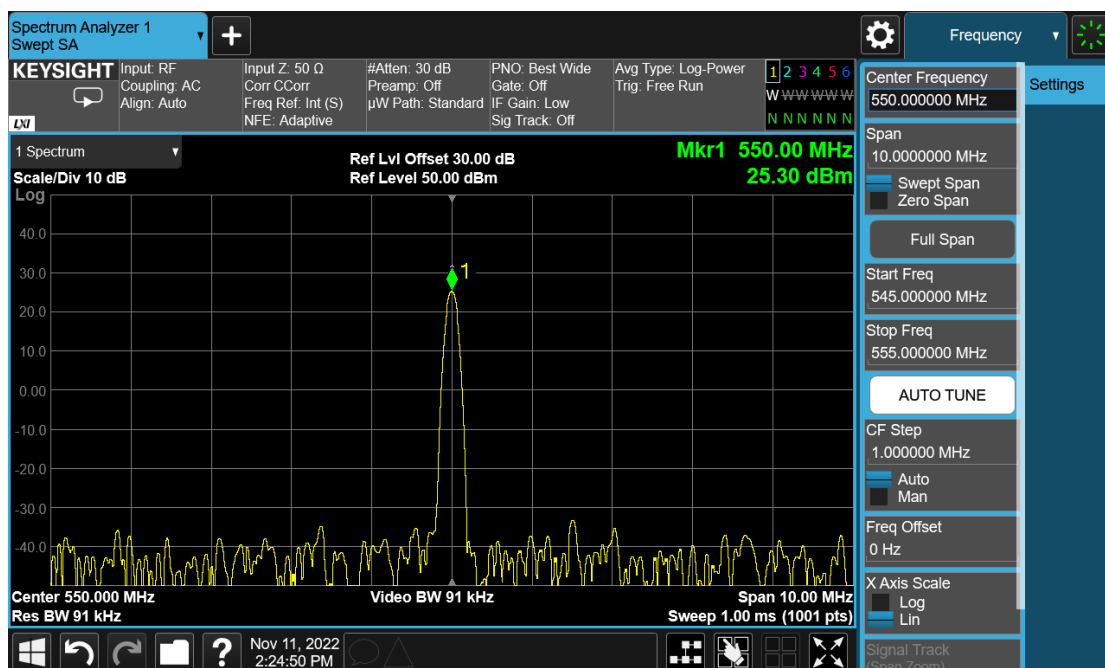 Spectrum Analyzer 1
Swept SA
Frequency
KEYSIGHT
LXI
Input: RF
Coupling: AC
Align: Auto
Input Z: 50 Ω
Corr CCorr
Freq Ref: Int (S)
NFE: Adaptive
#Atten: 30 dB
Preamp: Off
µW Path: Standard
PNO: Best Wide
Gate: Off
IF Gain: Low
Sig Track: Off
Avg Type: Log-Power
Trig: Free Run
1 2 3 4 5 6
W W W W W W
N N N N N N
1 Spectrum
Scale/Div 10 dB
Log
Ref Lvl Offset 30.00 dB
Ref Level 50.00 dBm
Mkr1 550.00 MHz
25.30 dBm
1
40.0
30.0
20.0
10.0
0.00
-10.0
-20.0
-30.0
-40.0
Center 550.000 MHz
Res BW 91 kHz
Video BW 91 kHz
Span 10.00 MHz
Sweep 1.00 ms (1001 pts)
?
Nov 11, 2022
2:24:50 PM
Settings
Center Frequency
550.000000 MHz
Span
10.0000000 MHz
Swept Span
Zero Span
Full Span
Start Freq
545.000000 MHz
Stop Freq
555.000000 MHz
AUTO TUNE
CF Step
1.000000 MHz
Auto
Man
Freq Offset
0 Hz
X Axis Scale
Log
Lin
Signal Track
(Span Zoom)